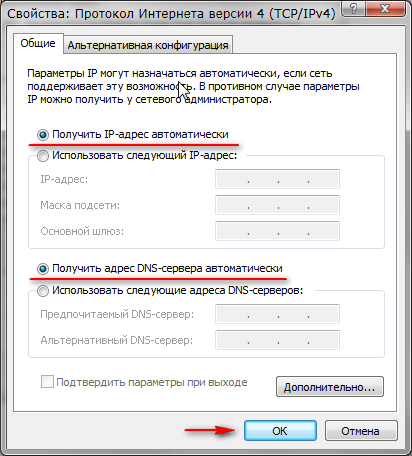 Свойства: Протокол Интернета версии 4 (TCP/IPv4)
Общие
Альтернативная конфигурация
Параметры IP могут назначаться автоматически, если сеть
поддерживает эту возможность. В противном случае параметры
IP можно получить у сетевого администратора.
Получить IP-адрес автоматически
Использовать следующий IP-адрес:
IP-адрес:
Маска подсети:
Основной шлюз:
Получить адрес DNS-сервера автоматически
Использовать следующие адреса DNS-серверов:
Предпочитаемый DNS-сервер:
Альтернативный DNS-сервер:
Подтвердить параметры при выходе
Дополнительно...
ОК
Отмена